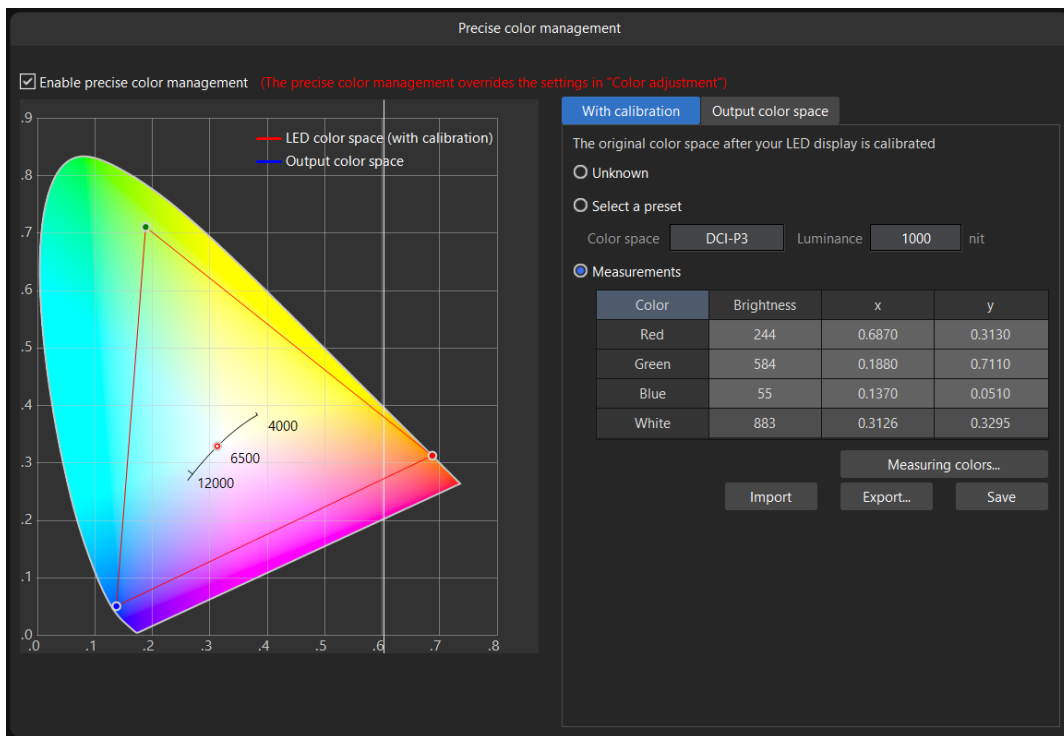 Precise color management
Enable precise color management (The precise color management overrides the settings in "Color adjustment")
.9
.8
.7
.6
.5
.4
.3
.2
.1
.0
.0 .1 .2 .3 .4 .5 .6 .7 .8
LED color space (with calibration)
Output color space
4000
6500
12000
With calibration Output color space
The original color space after your LED display is calibrated
Unknown
Select a preset
Color space DCI-P3 Luminance 1000 nit
Measurements
Color Brightness x y
Red 244 0.6870 0.3130
Green 584 0.1880 0.7110
Blue 55 0.1370 0.0510
White 883 0.3126 0.3295
Measuring colors...
Import Export... Save